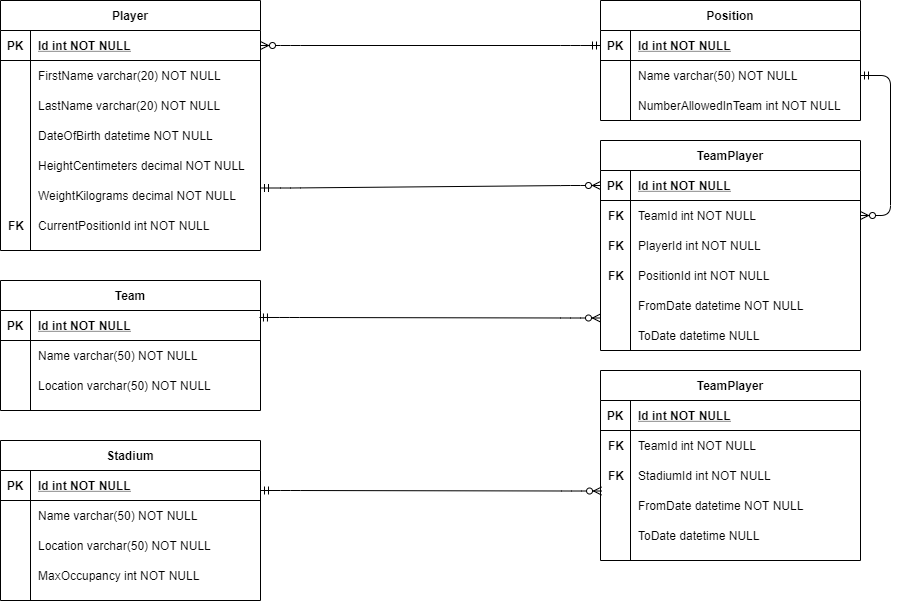 Player
PK Id int NOT NULL
FirstName varchar(20) NOT NULL
LastName varchar(20) NOT NULL
DateOfBirth datetime NOT NULL
HeightCentimeters decimal NOT NULL
WeightKilograms decimal NOT NULL
FK CurrentPositionId int NOT NULL
Team
PK Id int NOT NULL
Name varchar(50) NOT NULL
Location varchar(50) NOT NULL
Stadium
PK Id int NOT NULL
Name varchar(50) NOT NULL
Location varchar(50) NOT NULL
MaxOccupancy int NOT NULL
Position
PK Id int NOT NULL
Name varchar(50) NOT NULL
NumberAllowedInTeam int NOT NULL
TeamPlayer
PK Id int NOT NULL
FK TeamId int NOT NULL
FK PlayerId int NOT NULL
FK PositionId int NOT NULL
FromDate datetime NOT NULL
ToDate datetime NULL
TeamPlayer
PK Id int NOT NULL
FK TeamId int NOT NULL
FK StadiumId int NOT NULL
FromDate datetime NOT NULL
ToDate datetime NULL